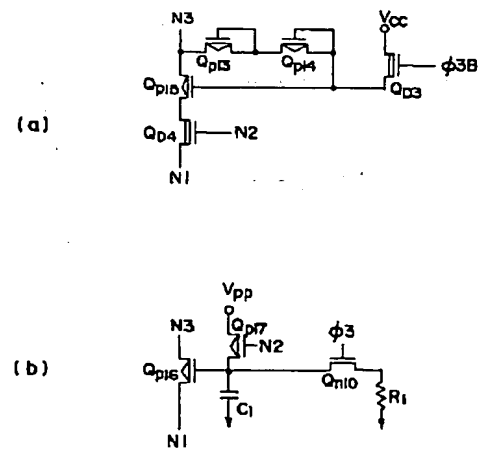 (a)
N3
Qp13
Qp14
VCC
φ3B
QD3
Qp15
QD4
N2
N1
(b)
VPP
N3
Qp17
N2
φ3
Qp16
Qn10
C1
R1
N1